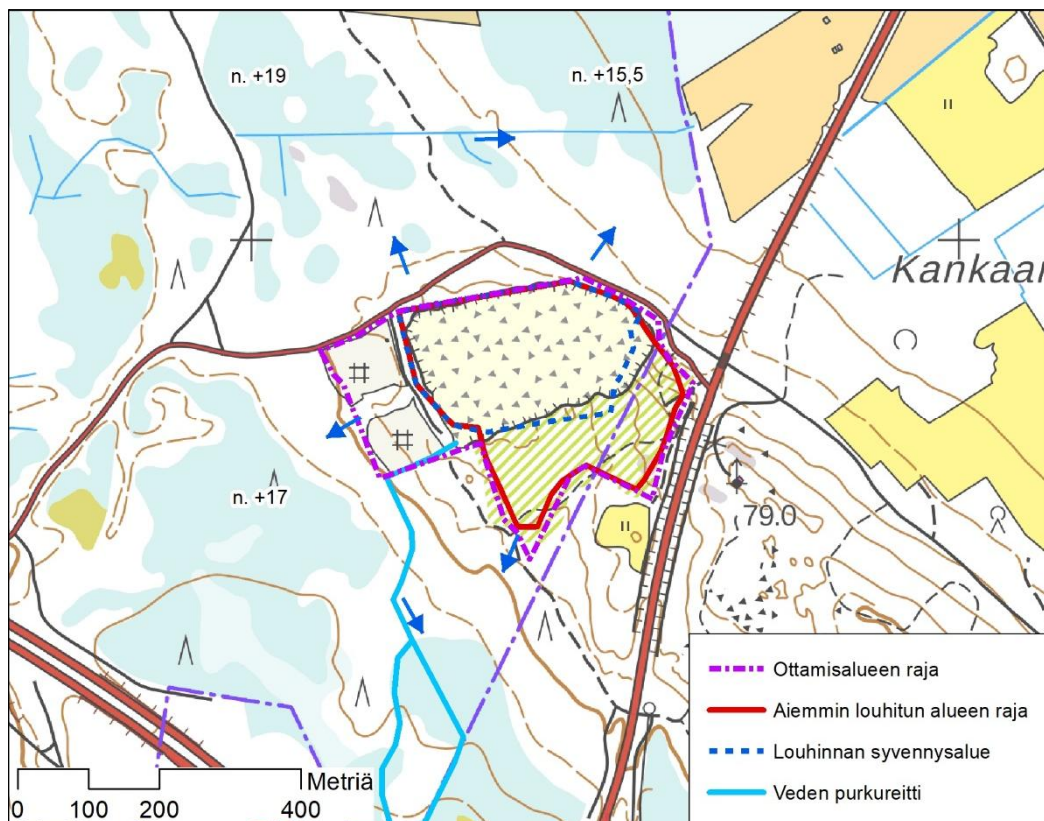 n. +19
n. +15,5
Kankaan
n. +17
79.0
Ottamisalueen raja
Aiemmin louhitun alueen raja
Louhinnan syvennysalue
Veden purkureitti
Metriä
0 100 200 400